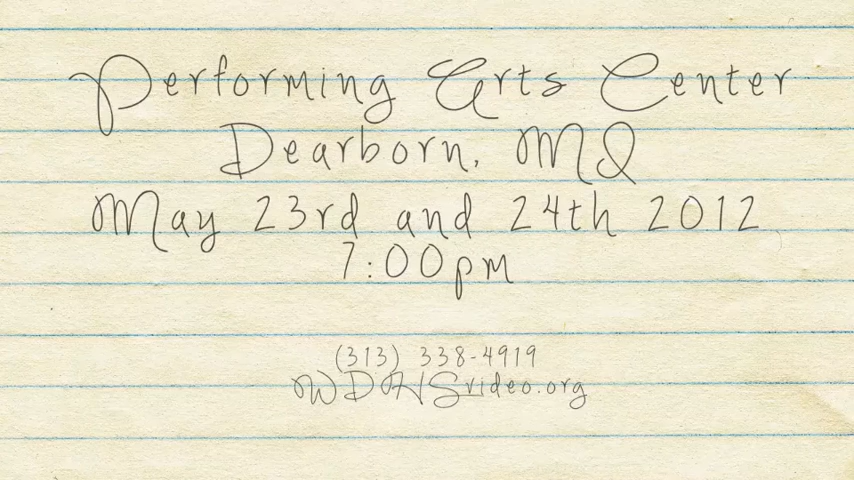 Performing Arts Center
Dearborn, MI
May 23rd and 24th 2012
7:00pm
(313) 338-4919
WDHSvideo.org